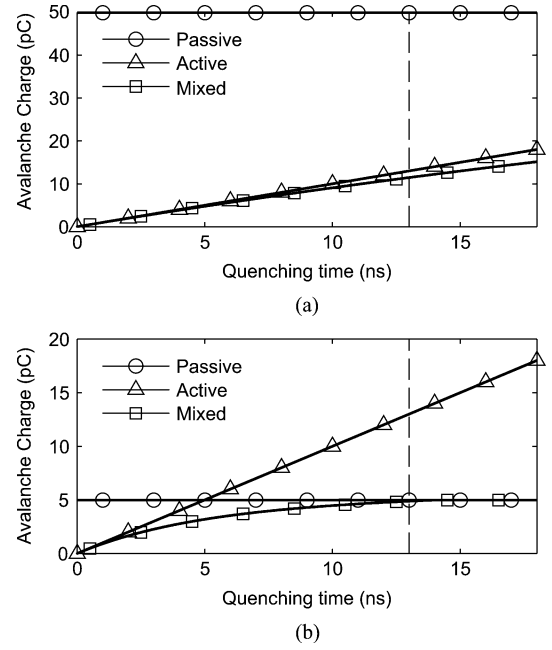 50
40
30
20
10
0
Avalanche Charge (pC)
Passive
Active
Mixed
0 5 10 15
Quenching time (ns)
(a)
20
15
10
5
0
Avalanche Charge (pC)
Passive
Active
Mixed
0 5 10 15
Quenching time (ns)
(b)